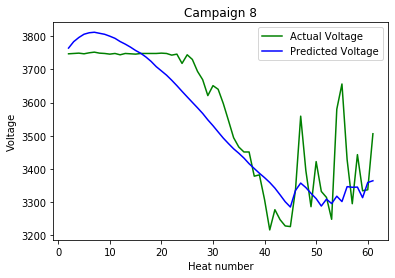 Campaign 8
Actual Voltage
Predicted Voltage
3800
3700
3600
3500
3400
3300
3200
Voltage
0
10
20
30
40
50
60
Heat number